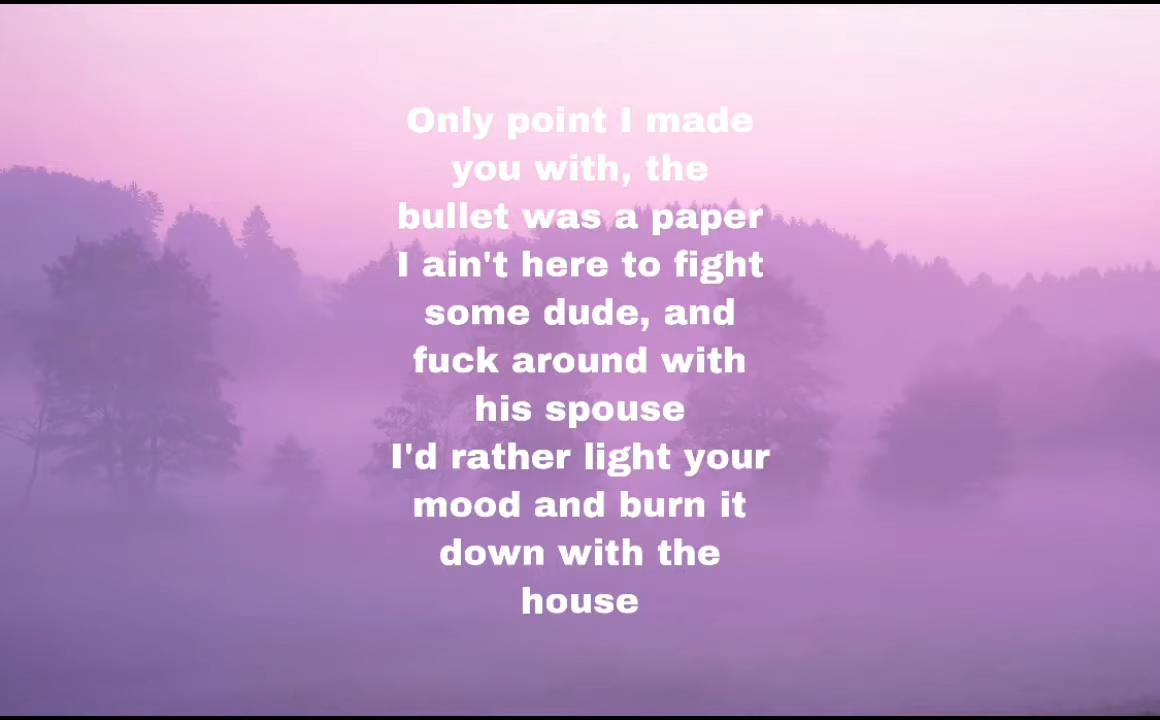 Only point I made
you with, the
bullet was a paper
I ain't here to fight
some dude, and
fuck around with
his spouse
I'd rather light your
mood and burn it
down with the
house